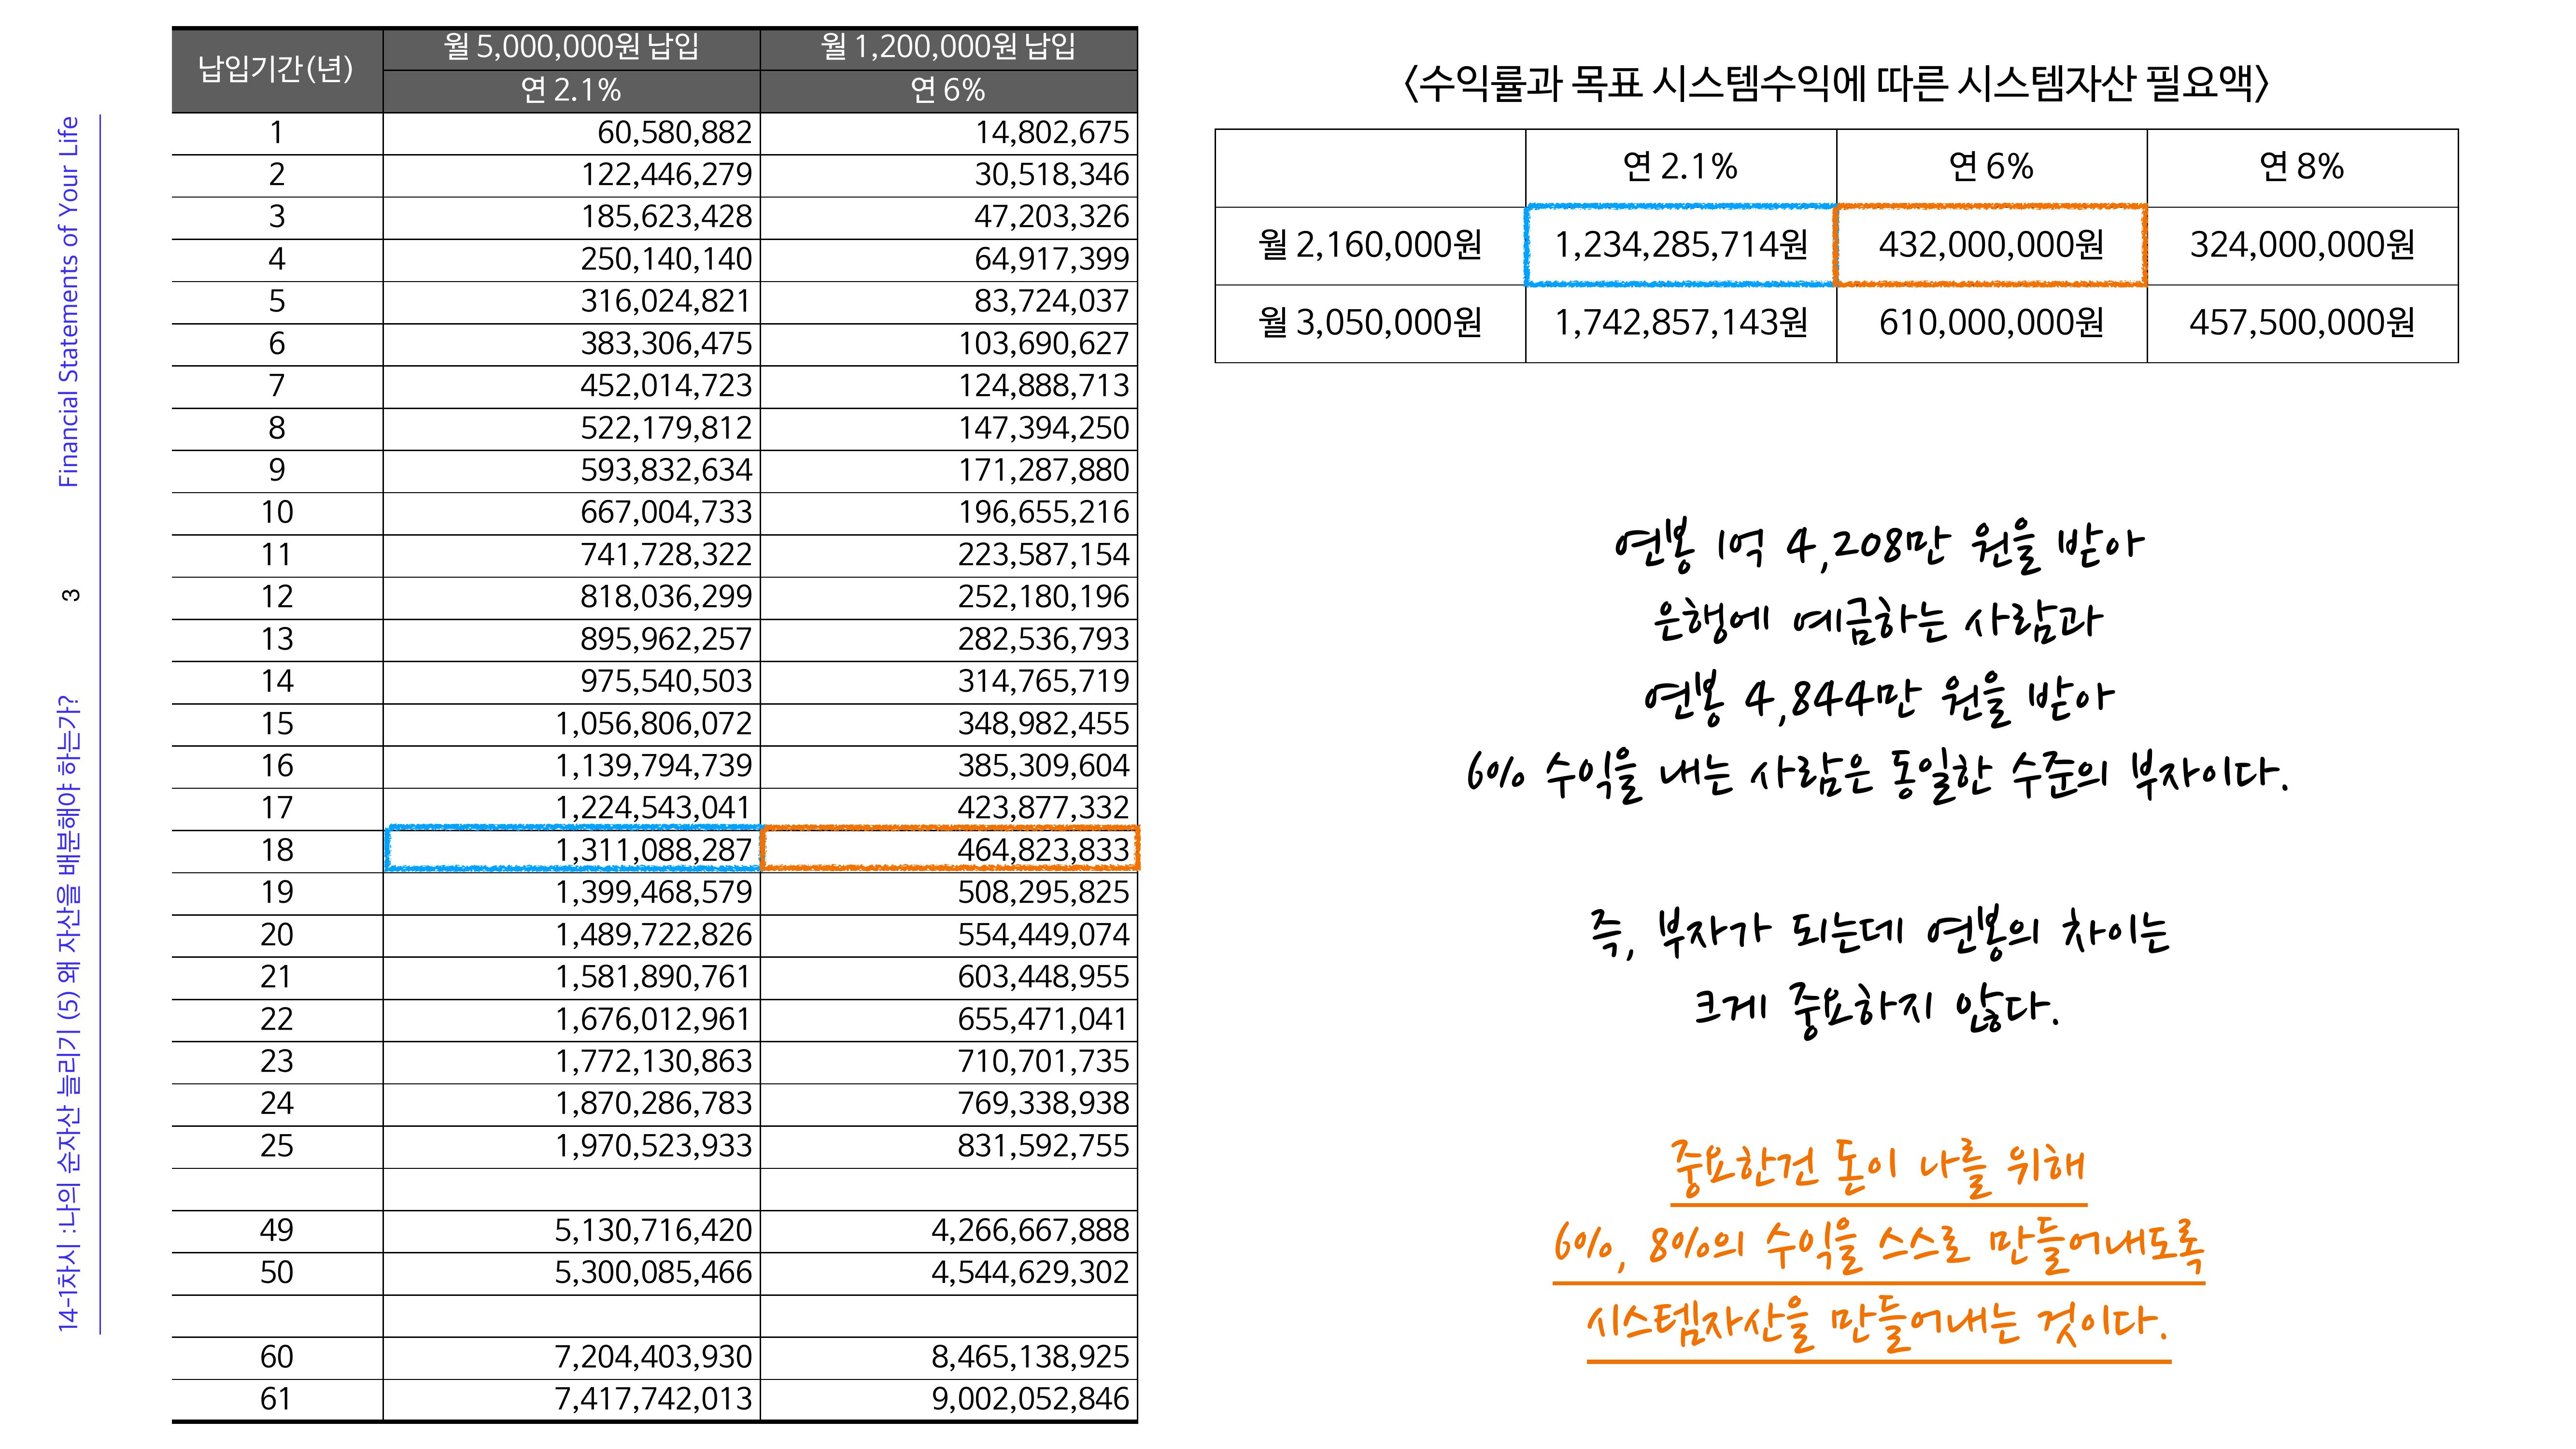 14-1차시 :나의 순자산 늘리기 (5) 왜 자산을 배분해야 하는가?
3
Financial Statements of Your Life
납입기간(년) 월 5,000,000원 납입 월 1,200,000원 납입
연 2.1% 연 6%
1 60,580,882 14,802,675
2 122,446,279 30,518,346
3 185,623,428 47,203,326
4 250,140,140 64,917,399
5 316,024,821 83,724,037
6 383,306,475 103,690,627
7 452,014,723 124,888,713
8 522,179,812 147,394,250
9 593,832,634 171,287,880
10 667,004,733 196,655,216
11 741,728,322 223,587,154
12 818,036,299 252,180,196
13 895,962,257 282,536,793
14 975,540,503 314,765,719
15 1,056,806,072 348,982,455
16 1,139,794,739 385,309,604
17 1,224,543,041 423,877,332
18 1,311,088,287 464,823,833
19 1,399,468,579 508,295,825
20 1,489,722,826 554,449,074
21 1,581,890,761 603,448,955
22 1,676,012,961 655,471,041
23 1,772,130,863 710,701,735
24 1,870,286,783 769,338,938
25 1,970,523,933 831,592,755
49 5,130,716,420 4,266,667,888
50 5,300,085,466 4,544,629,302
60 7,204,403,930 8,465,138,925
61 7,417,742,013 9,002,052,846
〈수익률과 목표 시스템수익에 따른 시스템자산 필요액〉
연 2.1% 연 6% 연 8%
월 2,160,000원 1,234,285,714원 432,000,000원 324,000,000원
월 3,050,000원 1,742,857,143원 610,000,000원 457,500,000원
연봉 1억 4,208만 원을 받아
은행에 예금하는 사람과
연봉 4,844만 원을 받아
6% 수익을 내는 사람은 동일한 수준의 부자이다.
즉, 부자가 되는데 연봉의 차이는
크게 중요하지 않다.
중요한건 돈이 나를 위해
6%, 8%의 수익을 스스로 만들어내도록
시스템자산을 만들어내는 것이다.